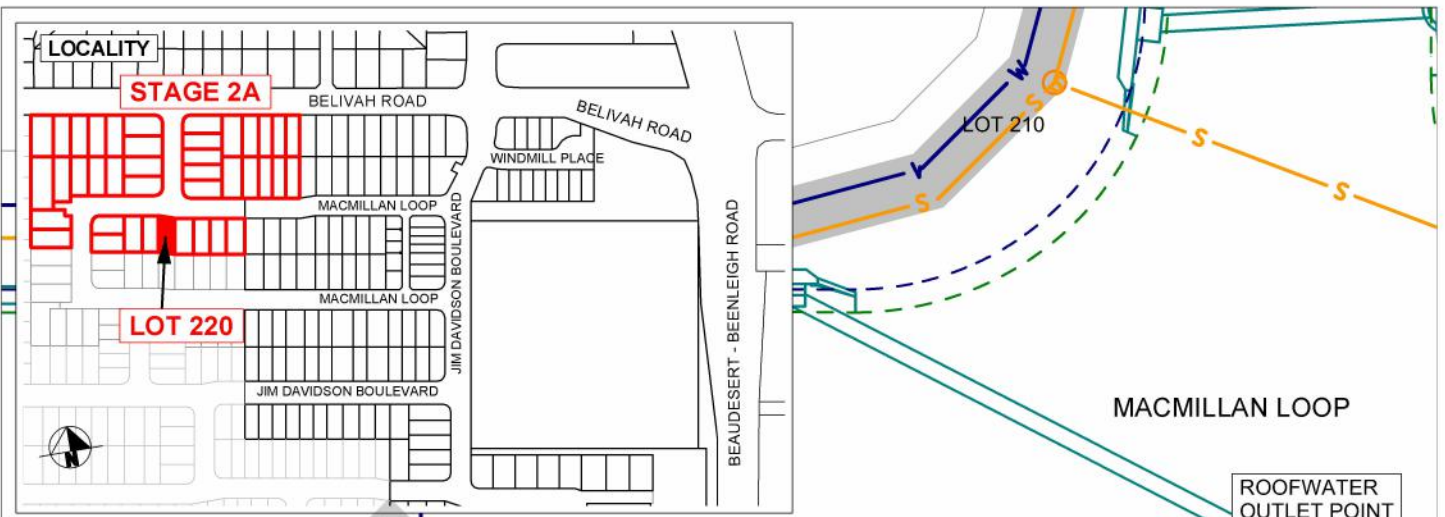 LOCALITY
STAGE 2A
BELIVAH ROAD
BELIVAH ROAD
WINDMILL PLACE
MACMILLAN LOOP
JIM DAVIDSON BOULEVARD
BEAUDESERT - BEENLEIGH ROAD
MACMILLAN LOOP
LOT 220
JIM DAVIDSON BOULEVARD
N
W
S
LOT 210
S
S
S
MACMILLAN LOOP
ROOFWATER
OUTLET POINT